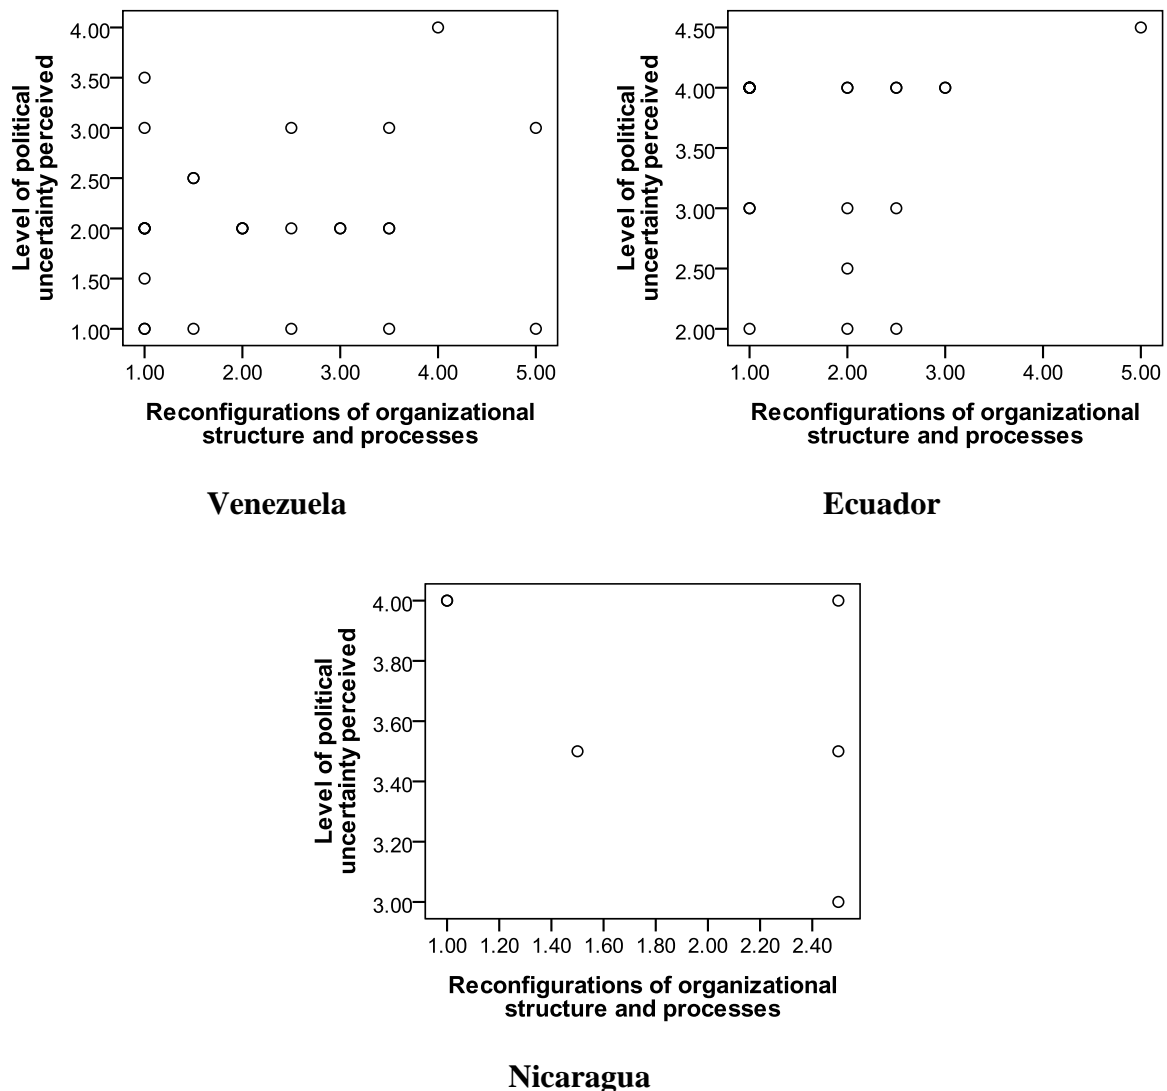 Level of political
uncertainty perceived
4.00
3.50
3.00
2.50
2.00
1.50
1.00
1.00 2.00 3.00 4.00 5.00
Reconfigurations of organizational
structure and processes
Venezuela
Level of political
uncertainty perceived
4.50
4.00
3.50
3.00
2.50
2.00
1.00 2.00 3.00 4.00 5.00
Reconfigurations of organizational
structure and processes
Ecuador
Level of political
uncertainty perceived
4.00
3.80
3.60
3.40
3.20
3.00
1.00 1.20 1.40 1.60 1.80 2.00 2.20 2.40
Reconfigurations of organizational
structure and processes
Nicaragua